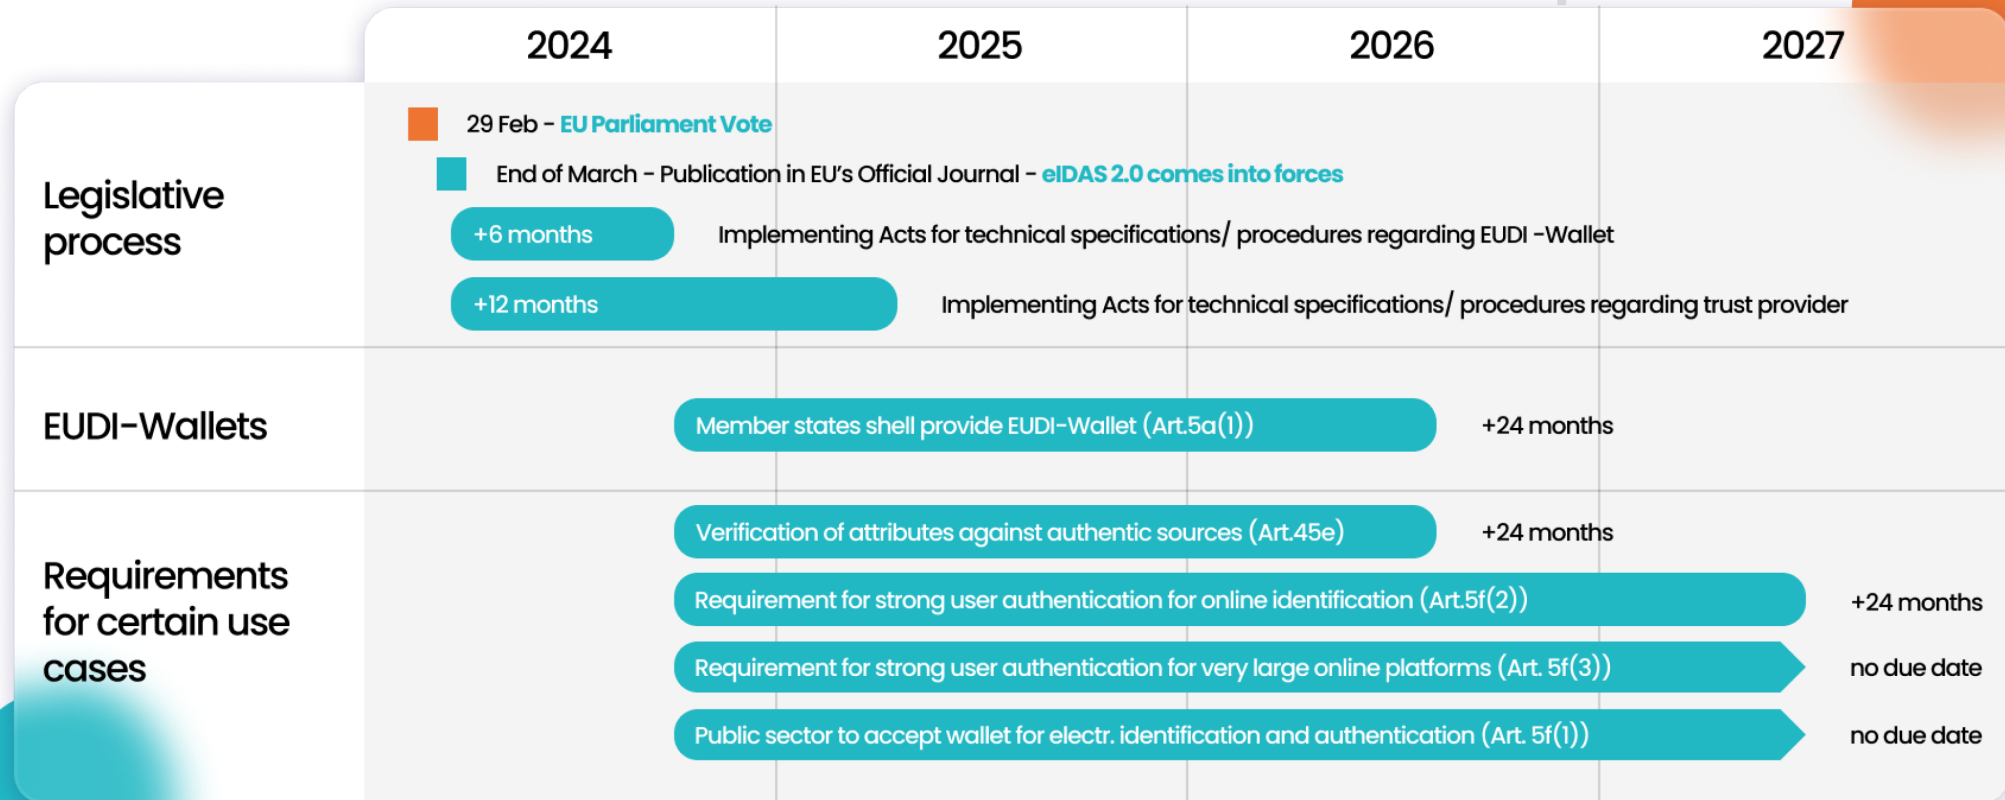 2024 2025 2026 2027
29 Feb - EU Parliament Vote
End of March - Publication in EU's Official Journal - eIDAS 2.0 comes into forces
Legislative
process
+6 months Implementing Acts for technical specifications/ procedures regarding EUDI -Wallet
+12 months Implementing Acts for technical specifications/ procedures regarding trust provider
EUDI-Wallets
Member states shall provide EUDI-Wallet (Art.5a(1)) +24 months
Requirements
for certain use
cases
Verification of attributes against authentic sources (Art.45e) +24 months
Requirement for strong user authentication for online identification (Art.5f(2)) +24 months
Requirement for strong user authentication for very large online platforms (Art. 5f(3)) no due date
Public sector to accept wallet for electr. identification and authentication (Art. 5f(1)) no due date